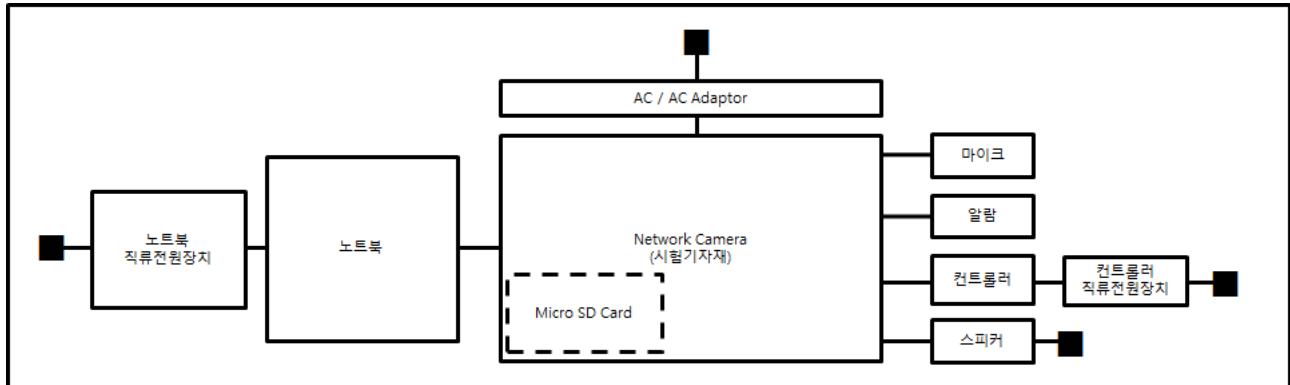 AC / AC Adaptor
마이크
알람
노트북
직류전원장치
노트북
Network Camera
(시험기자재)
컨트롤러
컨트롤러
직류전원장치
Micro SD Card
스피커